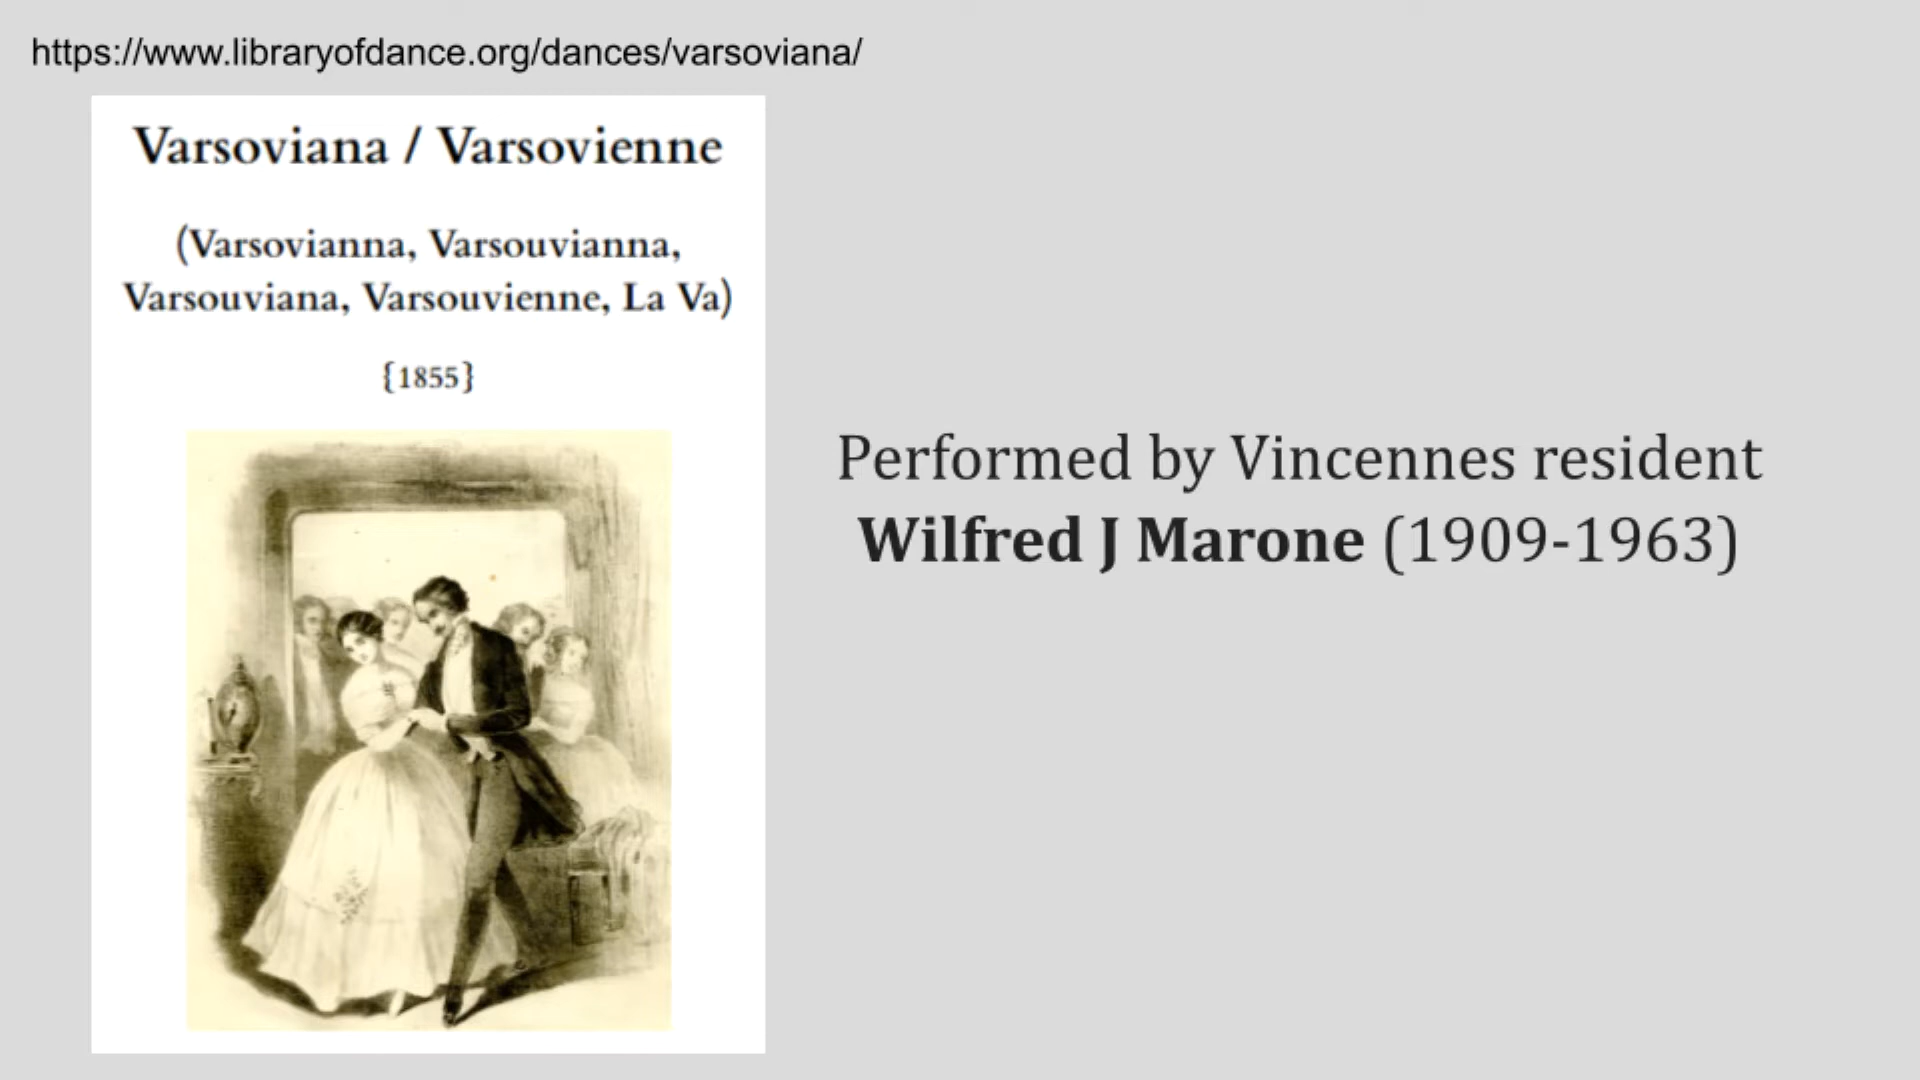 https://www.libraryofdance.org/dances/varsoviana/
Varsoviana / Varsovienne
(Varsovianna, Varsouvianna,
Varsouviana, Varsouvienne, La Va)
{1855}
Performed by Vincennes resident
Wilfred J Marone (1909-1963)